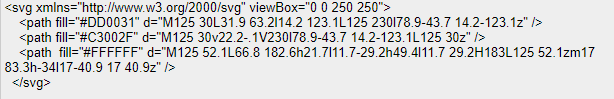 <svg xmlns="http://www.w3.org/2000/svg" viewBox="0 0 250 250">
<path fill="#DD0031" d="M125 30L31.9 63.2l14.2 123.1L125 230l78.9-43.7 14.2-123.1z" />
<path fill="#C3002F" d="M125 30v22.2-.1V230l78.9-43.7 14.2-123.1L125 30z" />
<path  fill="#FFFFFF" d="M125 52.1L66.8 182.6h21.7l11.7-29.2h49.4l11.7 29.2H183L125 52.1zm17
83.3h-34l17-40.9 17 40.9z" />
</svg>